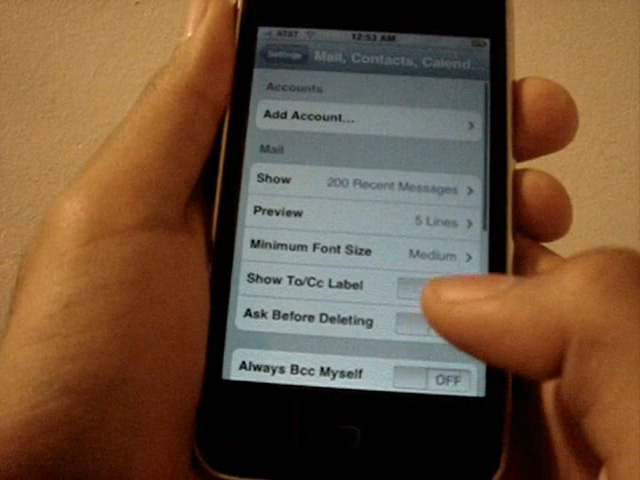 AT&T 12:53 AM
Settings Mail, Contacts, Calend...
Accounts
Add Account...
Mail
Show 200 Recent Messages
Preview 5 Lines
Minimum Font Size Medium
Show To/Cc Label
Ask Before Deleting
Always Bcc Myself OFF